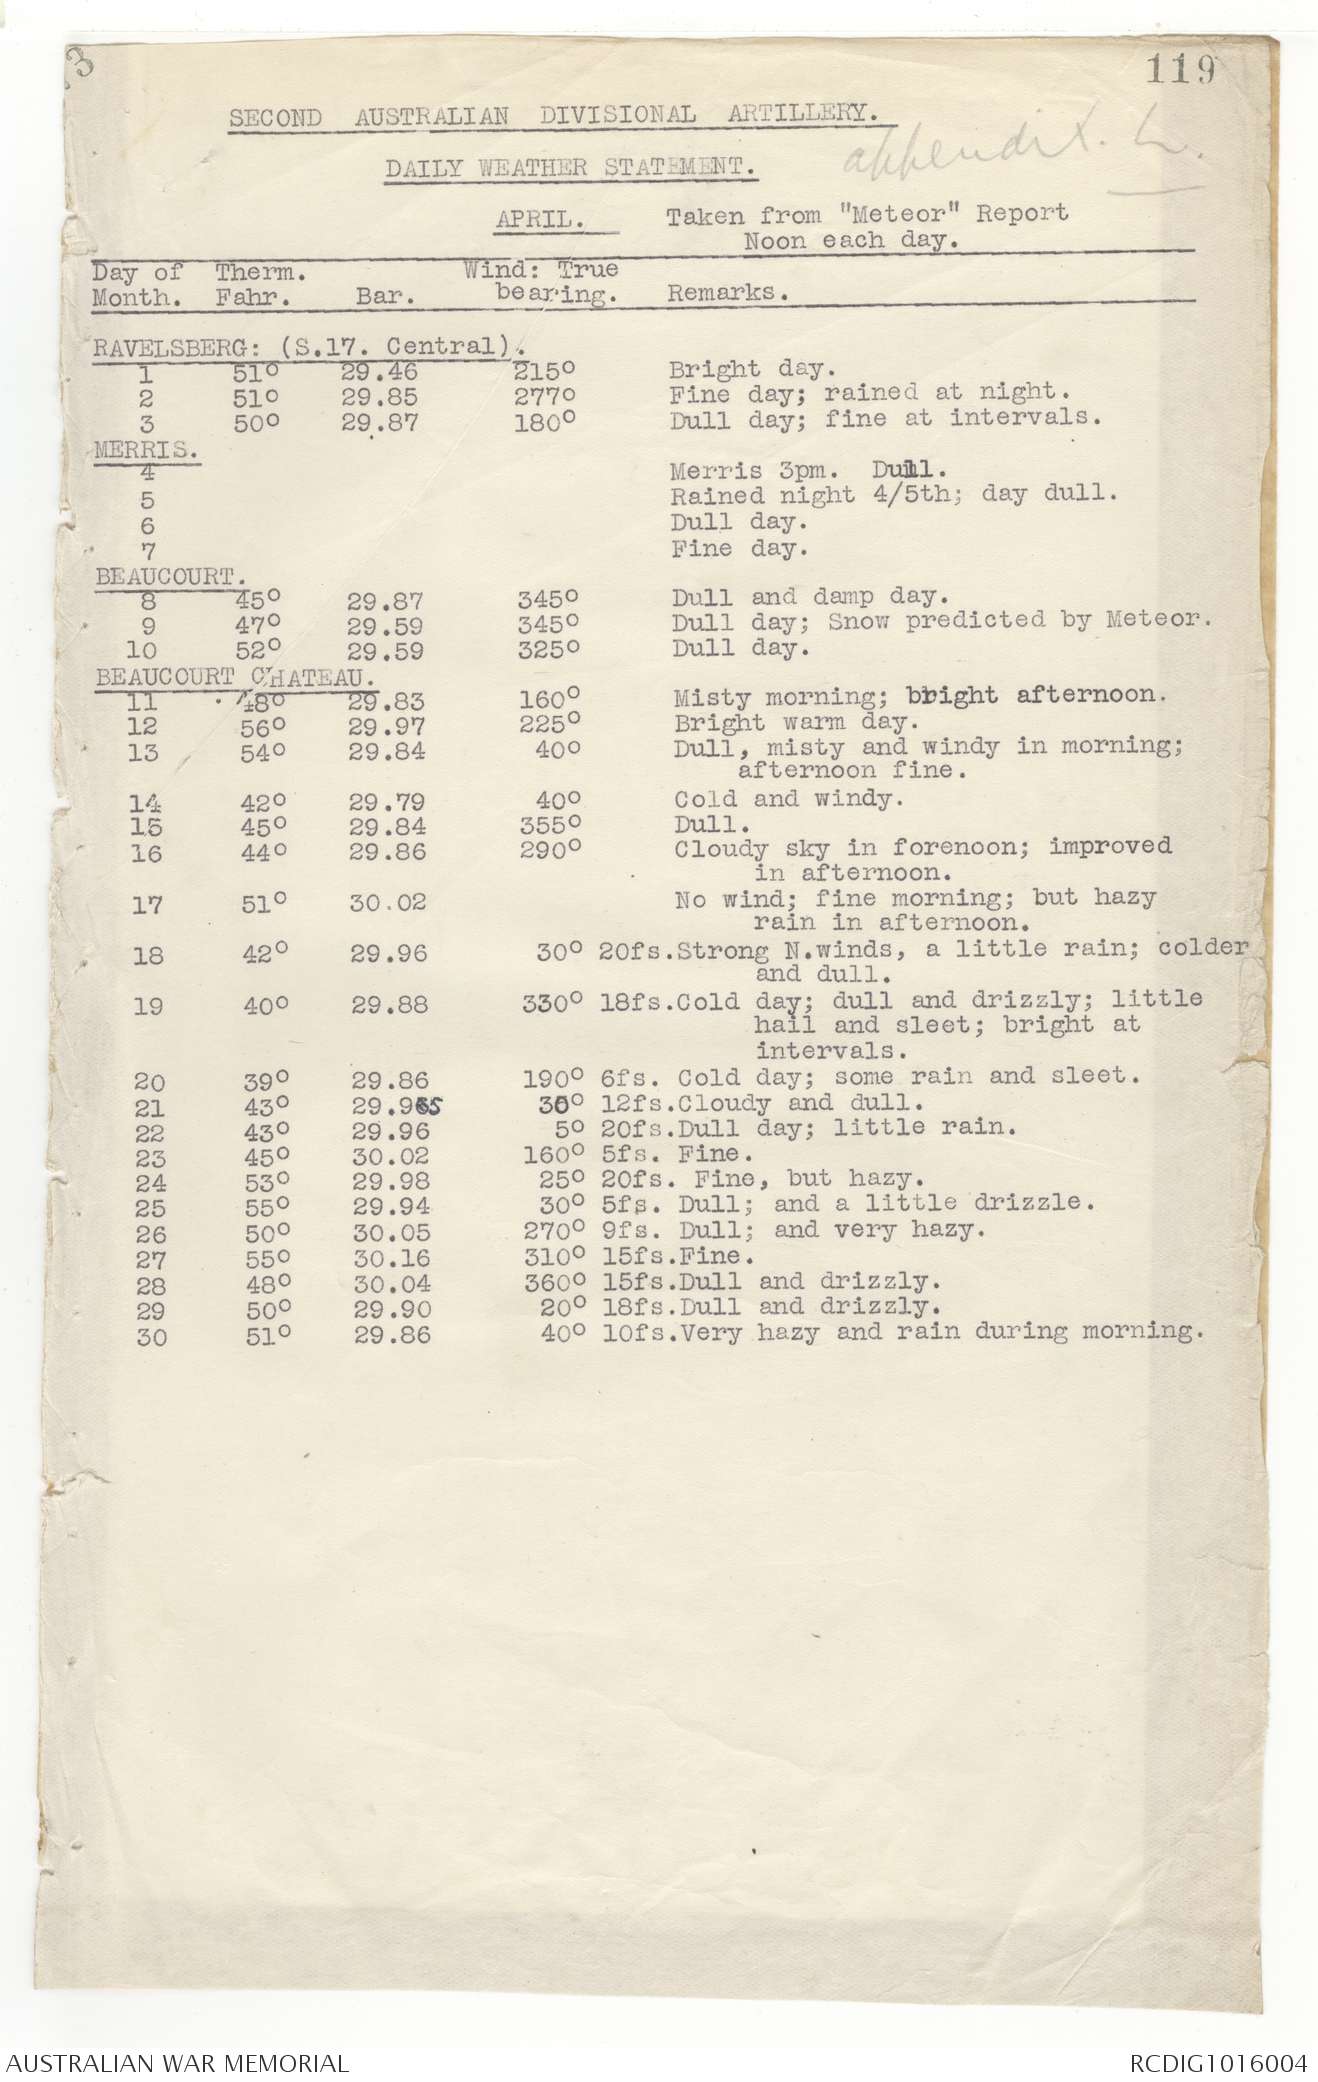 3
119
SECOND AUSTRALIAN DIVISIONAL ARTILLERY.
appendix.
DAILY WEATHER STATEMENT.
APRIL. Taken from "Meteor" Report
Noon each day.
Day of Therm. Wind: True
Month. Fahr. Bar. bearing. Remarks.
RAVELSBERG: (S.17. Central).
1 51° 29.46 215° Bright day.
2 51° 29.85 277° Fine day; rained at night.
3 50° 29.87 180° Dull day; fine at intervals.
MERRIS.
4 Merris 3pm. Dull.
5 Rained night 4/5th; day dull.
6 Dull day.
7 Fine day.
BEAUCOURT.
8 45° 29.87 345° Dull and damp day.
9 47° 29.59 345° Dull day; Snow predicted by Meteor.
10 52° 29.59 325° Dull day.
BEAUCOURT CHATEAU.
11 48° 29.83 160° Misty morning; bright afternoon.
12 56° 29.97 225° Bright warm day.
13 54° 29.84 40° Dull, misty and windy in morning;
afternoon fine.
14 42° 29.79 40° Cold and windy.
15 45° 29.84 355° Dull.
16 44° 29.86 290° Cloudy sky in forenoon; improved
in afternoon.
17 51° 30.02 No wind; fine morning; but hazy
rain in afternoon.
18 42° 29.96 30° 20fs.Strong N.winds, a little rain; colder
and dull.
19 40° 29.88 330° 18fs.Cold day; dull and drizzly; little
hail and sleet; bright at
intervals.
20 39° 29.86 190° 6fs. Cold day; some rain and sleet.
21 43° 29.965 30° 12fs.Cloudy and dull.
22 43° 29.96 5° 20fs.Dull day; little rain.
23 45° 30.02 160° 5fs. Fine.
24 53° 29.98 25° 20fs. Fine, but hazy.
25 55° 29.94 30° 5fs. Dull; and a little drizzle.
26 50° 30.05 270° 9fs. Dull; and very hazy.
27 55° 30.16 310° 15fs.Fine.
28 48° 30.04 360° 15fs.Dull and drizzly.
29 50° 29.90 20° 18fs.Dull and drizzly.
30 51° 29.86 40° 10fs.Very hazy and rain during morning.
AUSTRALIAN WAR MEMORIAL
RCDIG1016004